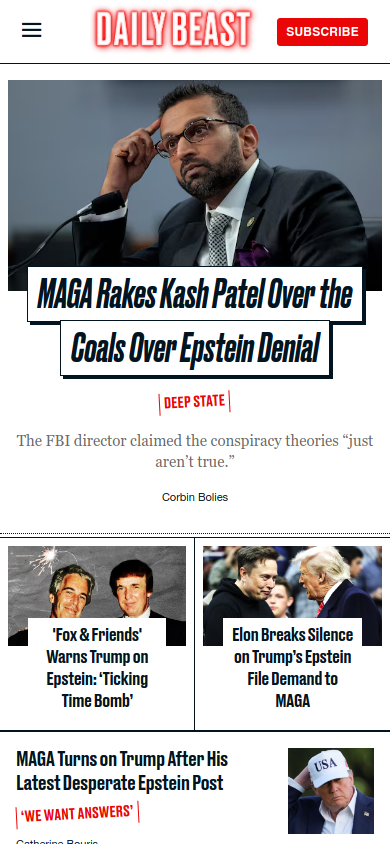 DAILY BEAST
SUBSCRIBE
MAGA Rakes Kash Patel Over the
Coals Over Epstein Denial
DEEP STATE
The FBI director claimed the conspiracy theories “just
aren’t true.”
Corbin Bolies
'Fox & Friends'
Warns Trump on
Epstein: ‘Ticking
Time Bomb’
Elon Breaks Silence
on Trump’s Epstein
File Demand to
MAGA
MAGA Turns on Trump After His
Latest Desperate Epstein Post
‘WE WANT ANSWERS’
USA